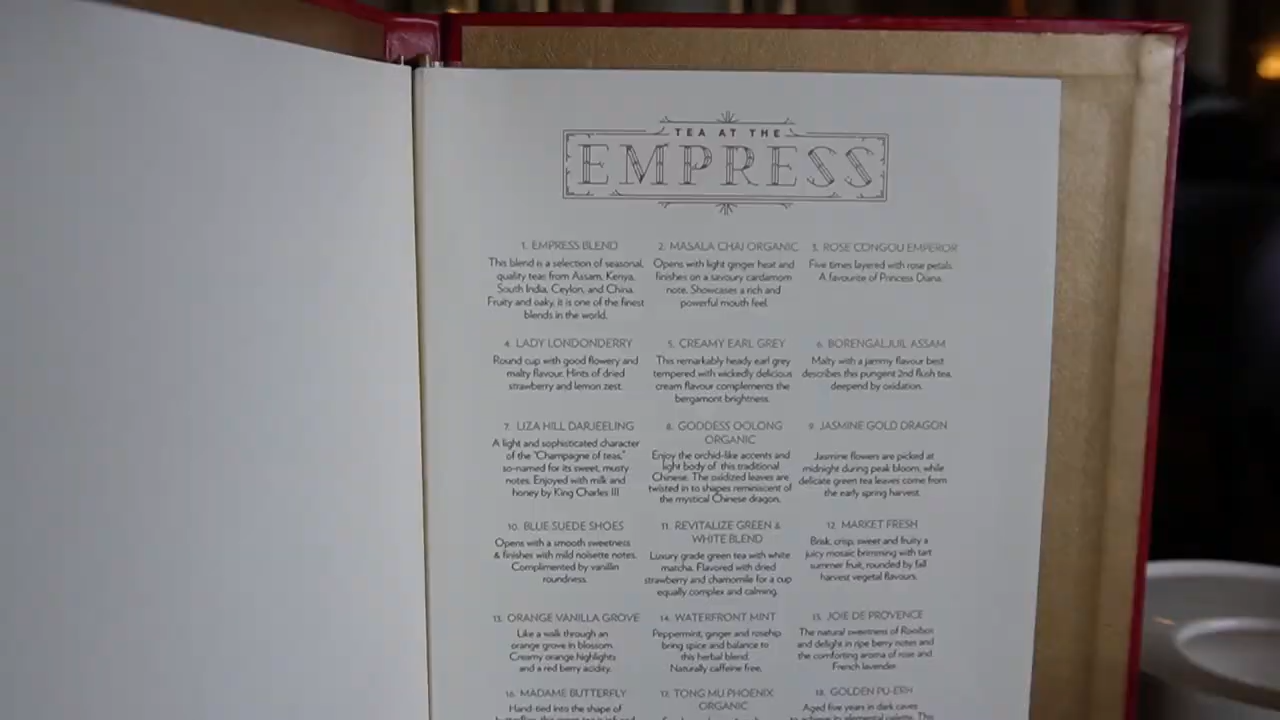 TEA AT THE
EMPRESS
1. EMPRESS BLEND
This blend is a selection of seasonal,
quality teas from Assam, Kenya,
South India, Ceylon, and China.
Fruity and oaky, it is one of the finest
blends in the world.
2. MASALA CHAI ORGANIC
Opens with light ginger heat and
finishes on a savoury cardamom
note. Showcases a rich and
powerful mouth feel.
3. ROSE CONGOU EMPEROR
Five times layered with rose petals.
A favourite of Princess Diana.
4. LADY LONDONDERRY
Round cup with good flowery and
malty flavour. Hints of dried
strawberry and lemon zest.
5. CREAMY EARL GREY
This remarkably heady earl grey
tempered with wickedly delicious
cream flavour complements the
bergamont brightness.
6. BORENGAJULI ASSAM
Malty with a jammy flavour best
describes this pungent 2nd flush tea,
deepend by oxidation.
7. LIZA HILL DARJEELING
A light and sophisticated character
of the "Champagne of teas,"
so-named for its sweet, musty
notes. Enjoyed with milk and
honey by King Charles III
8. GODDESS OOLONG
ORGANIC
Enjoy the orchid-like accents and
light body of this traditional
Chinese. The oxidized leaves are
twisted in to shapes reminiscent of
the mystical Chinese dragon.
9. JASMINE GOLD DRAGON
Jasmine flowers are picked at
midnight during peak bloom, while
delicate green tea leaves come from
the early spring harvest.
10. BLUE SUEDE SHOES
Opens with a smooth sweetness
& finishes with mild noisette notes.
Complimented by vanillin
roundness.
11. REVITALIZE GREEN &
WHITE BLEND
Luxury grade green tea with white
matcha. Flavored with dried
strawberry and chamomile for a cup
equally complex and calming.
12. MARKET FRESH
Brisk, crisp, sweet and fruity a
juicy mosaic brimming with tart
summer fruit, rounded by fall
harvest vegetal flavours.
13. ORANGE VANILLA GROVE
Like a walk through an
orange grove in blossom.
Creamy orange highlights
and a red berry acidity.
14. WATERFRONT MINT
Peppermint, ginger and rosehip
bring spice and balance to
this herbal blend.
Naturally caffeine free.
15. JOIE DE PROVENCE
The natural sweetness of Rooibos
and delight in ripe berry notes and
the comforting aroma of rose and
French lavender.
16. MADAME BUTTERFLY
Hand-tied into the shape of
17. TONG MU PHOENIX
ORGANIC
18. GOLDEN PU-ERH
Aged five years in dark caves